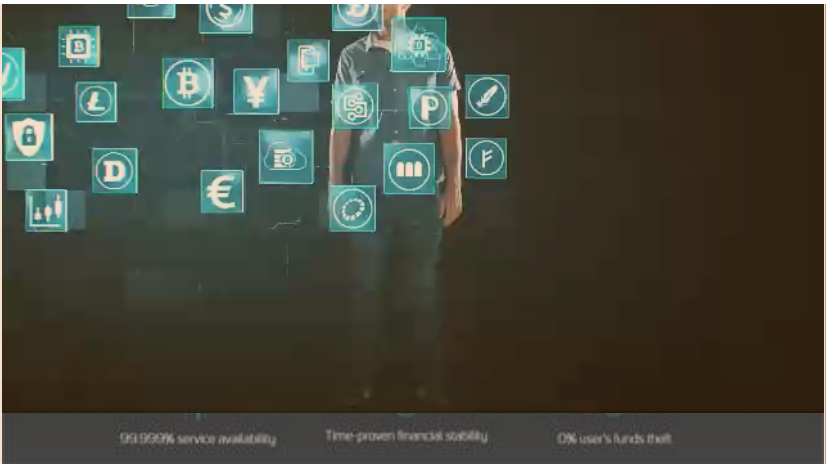 99.999% service availability
Time-proven financial stability
0% user's funds theft